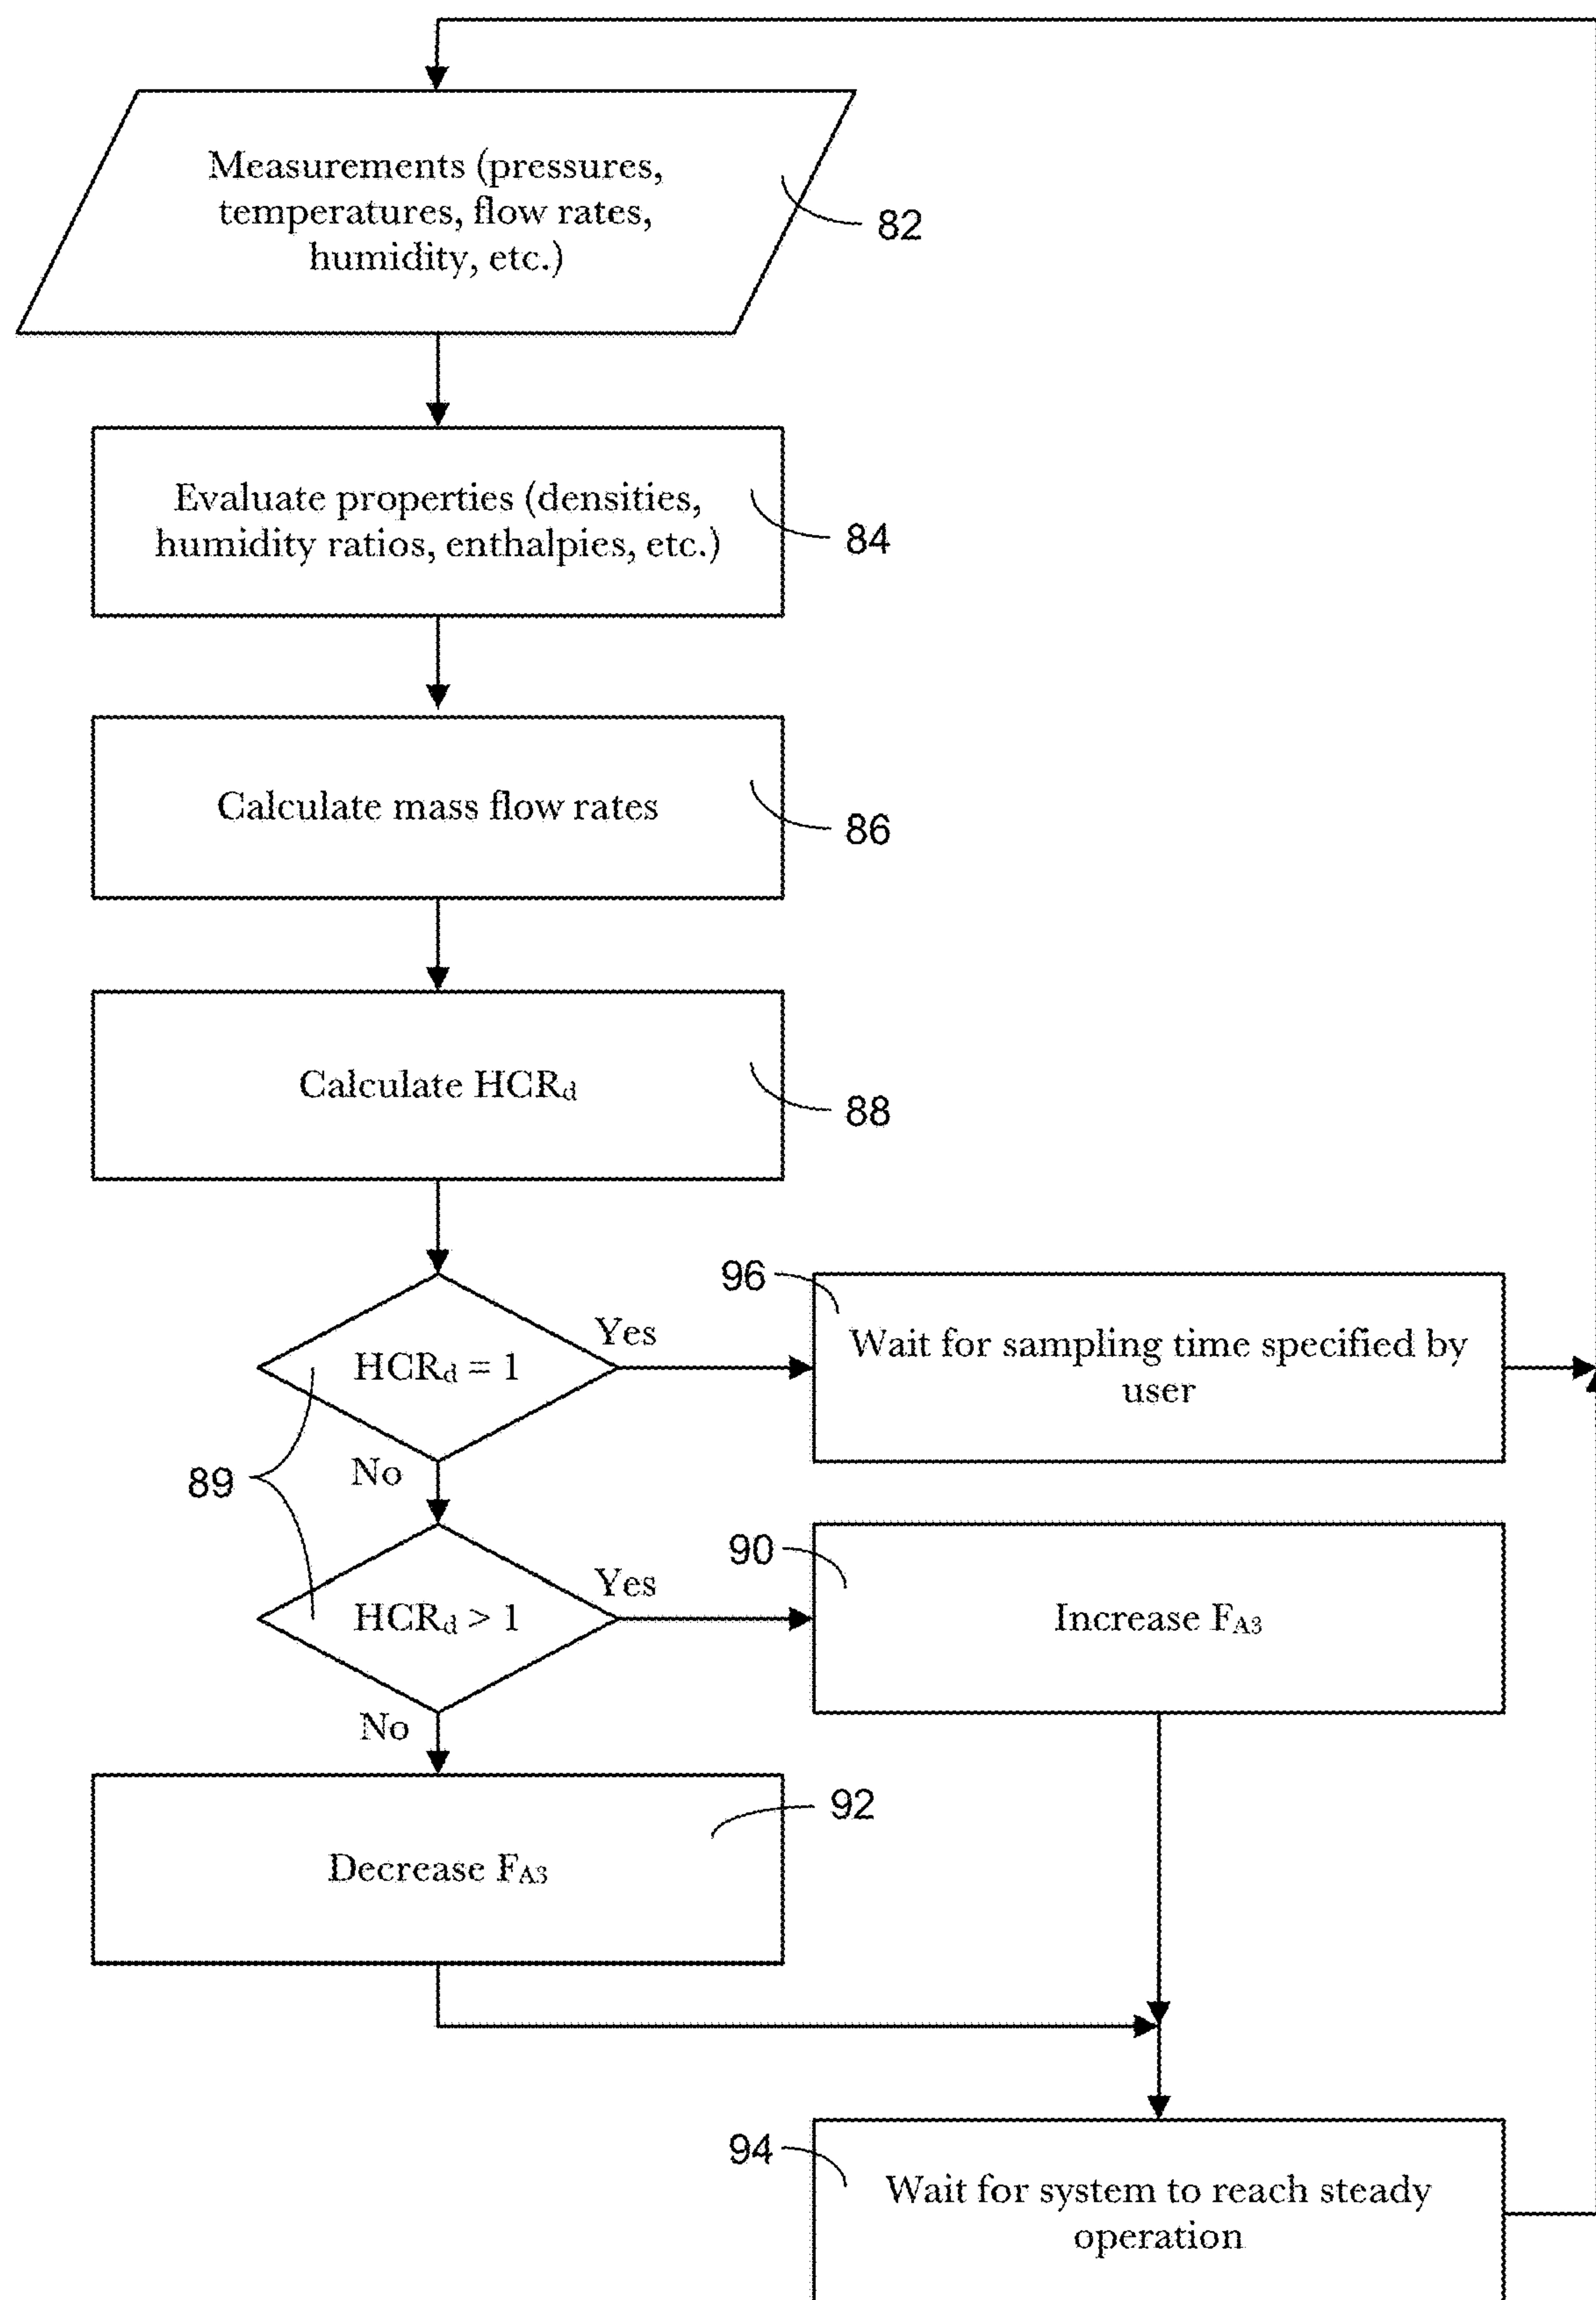 Measurements (pressures,
temperatures, flow rates,
humidity, etc.)
82
Evaluate properties (densities,
humidity ratios, enthalpies, etc.)
84
Calculate mass flow rates
86
Calculate HCRd
88
HCRd = 1
Yes
96
Wait for sampling time specified by
user
No
89
HCRd > 1
Yes
90
Increase FA3
No
92
Decrease FA3
94
Wait for system to reach steady
operation